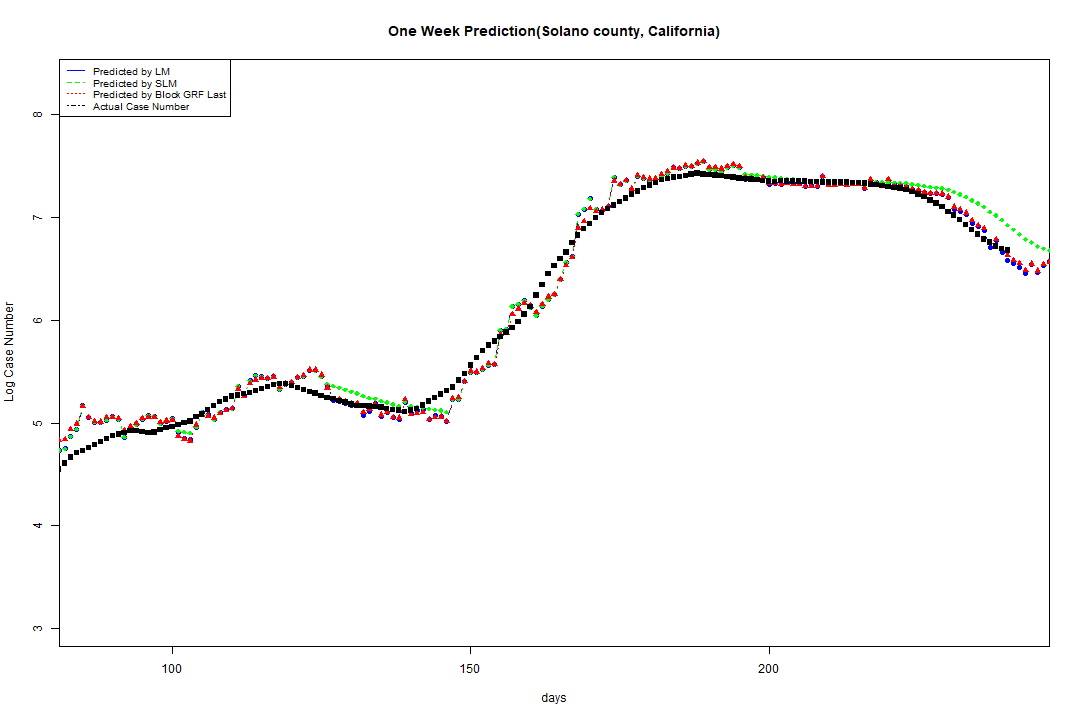 One Week Prediction(Solano county, California)
Predicted by LM
Predicted by SLM
Predicted by Block GRF Last
Actual Case Number
8
7
6
5
4
3
Log Case Number
100 150 200
days